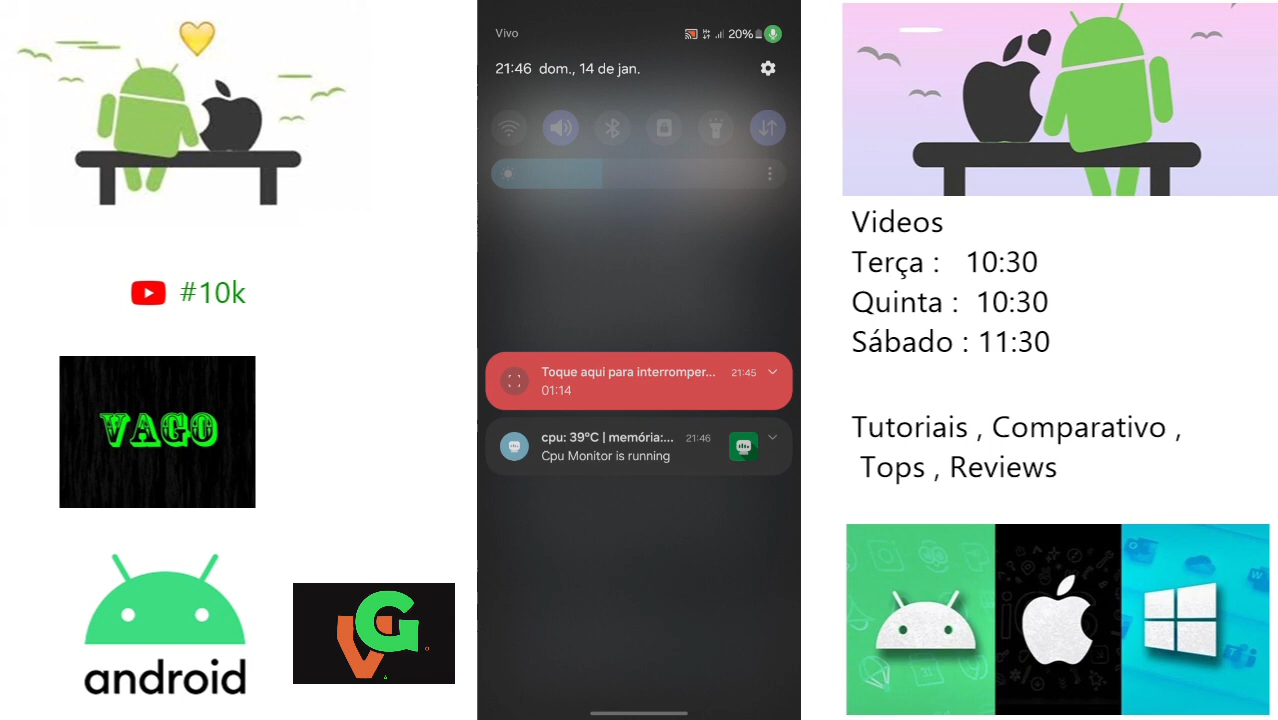 #10k
VAGO
android
VG
Vivo
20%
21:46 dom., 14 de jan.
Toque aqui para interromper... 21:45
01:14
cpu: 39°C | memória:... 21:46
Cpu Monitor is running
Videos
Terça : 10:30
Quinta : 10:30
Sábado : 11:30
Tutoriais , Comparativo ,
Tops , Reviews